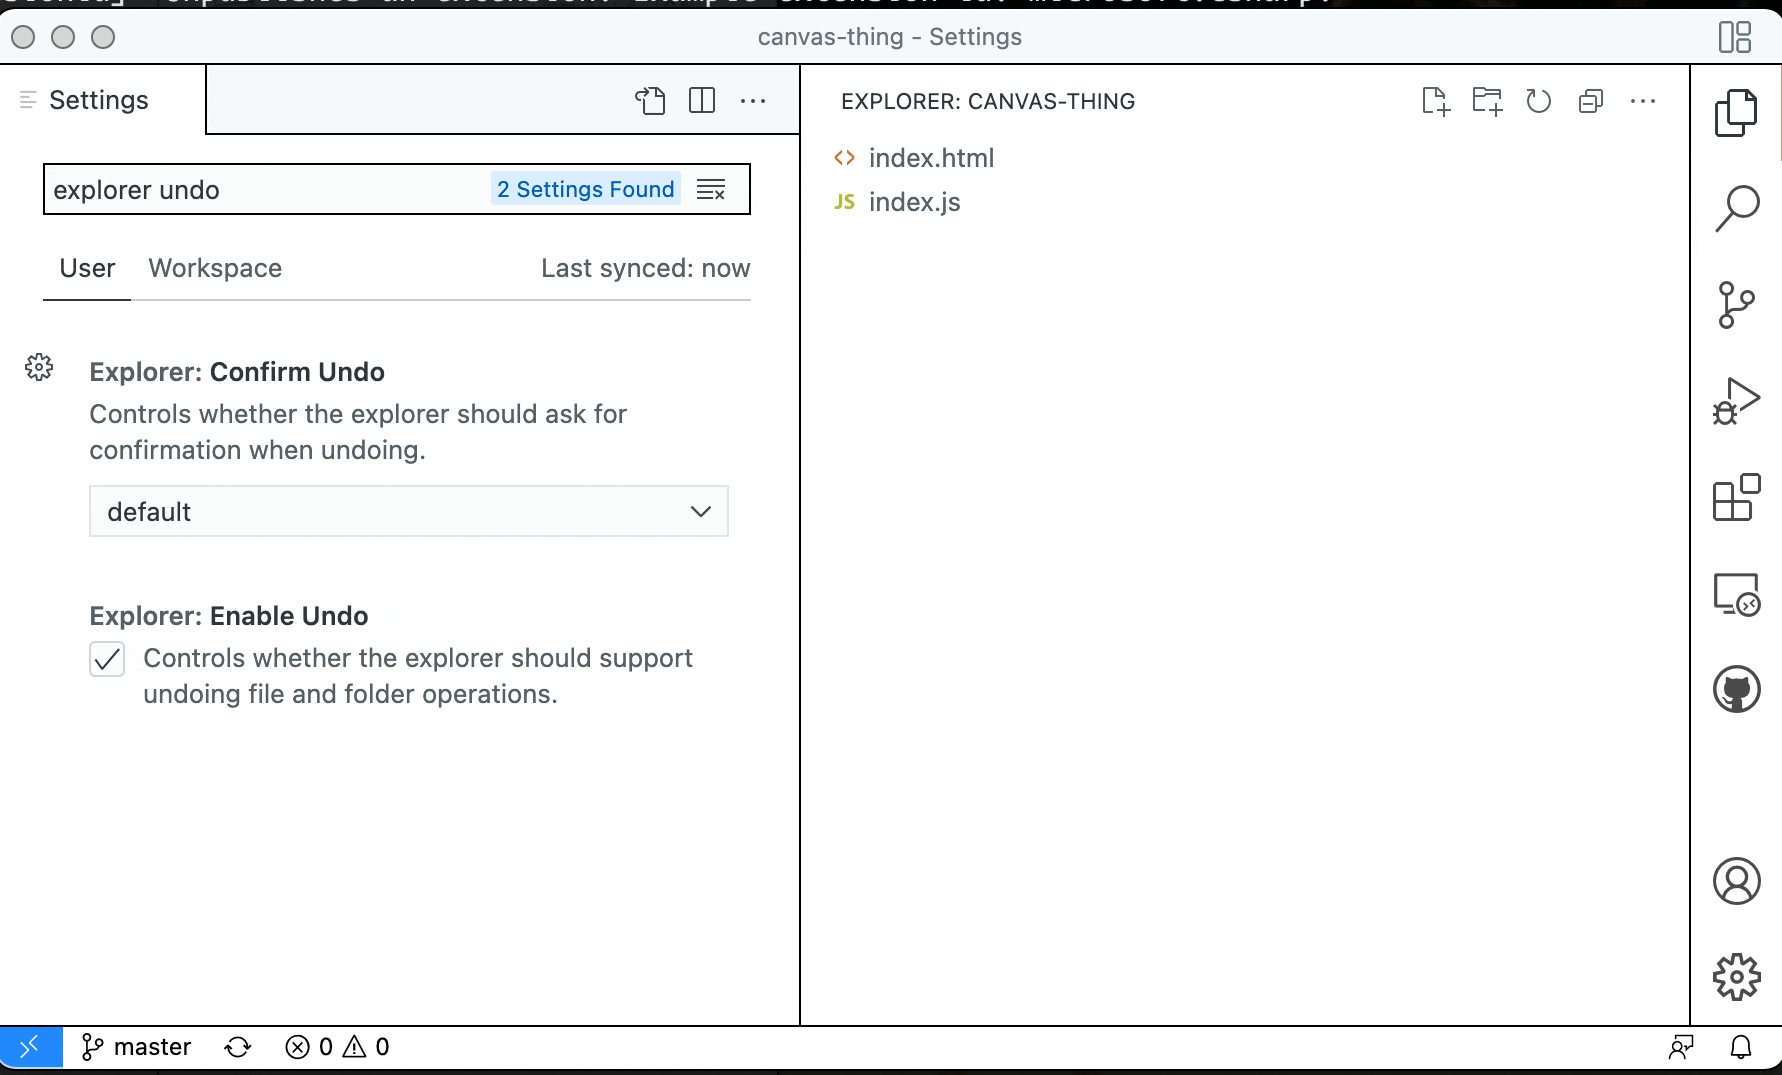 canvas-thing - Settings
Settings
explorer undo
2 Settings Found
User
Workspace
Last synced: now
Explorer: Confirm Undo
Controls whether the explorer should ask for
confirmation when undoing.
default
Explorer: Enable Undo
Controls whether the explorer should support
undoing file and folder operations.
EXPLORER: CANVAS-THING
<> index.html
JS index.js
master
0
0